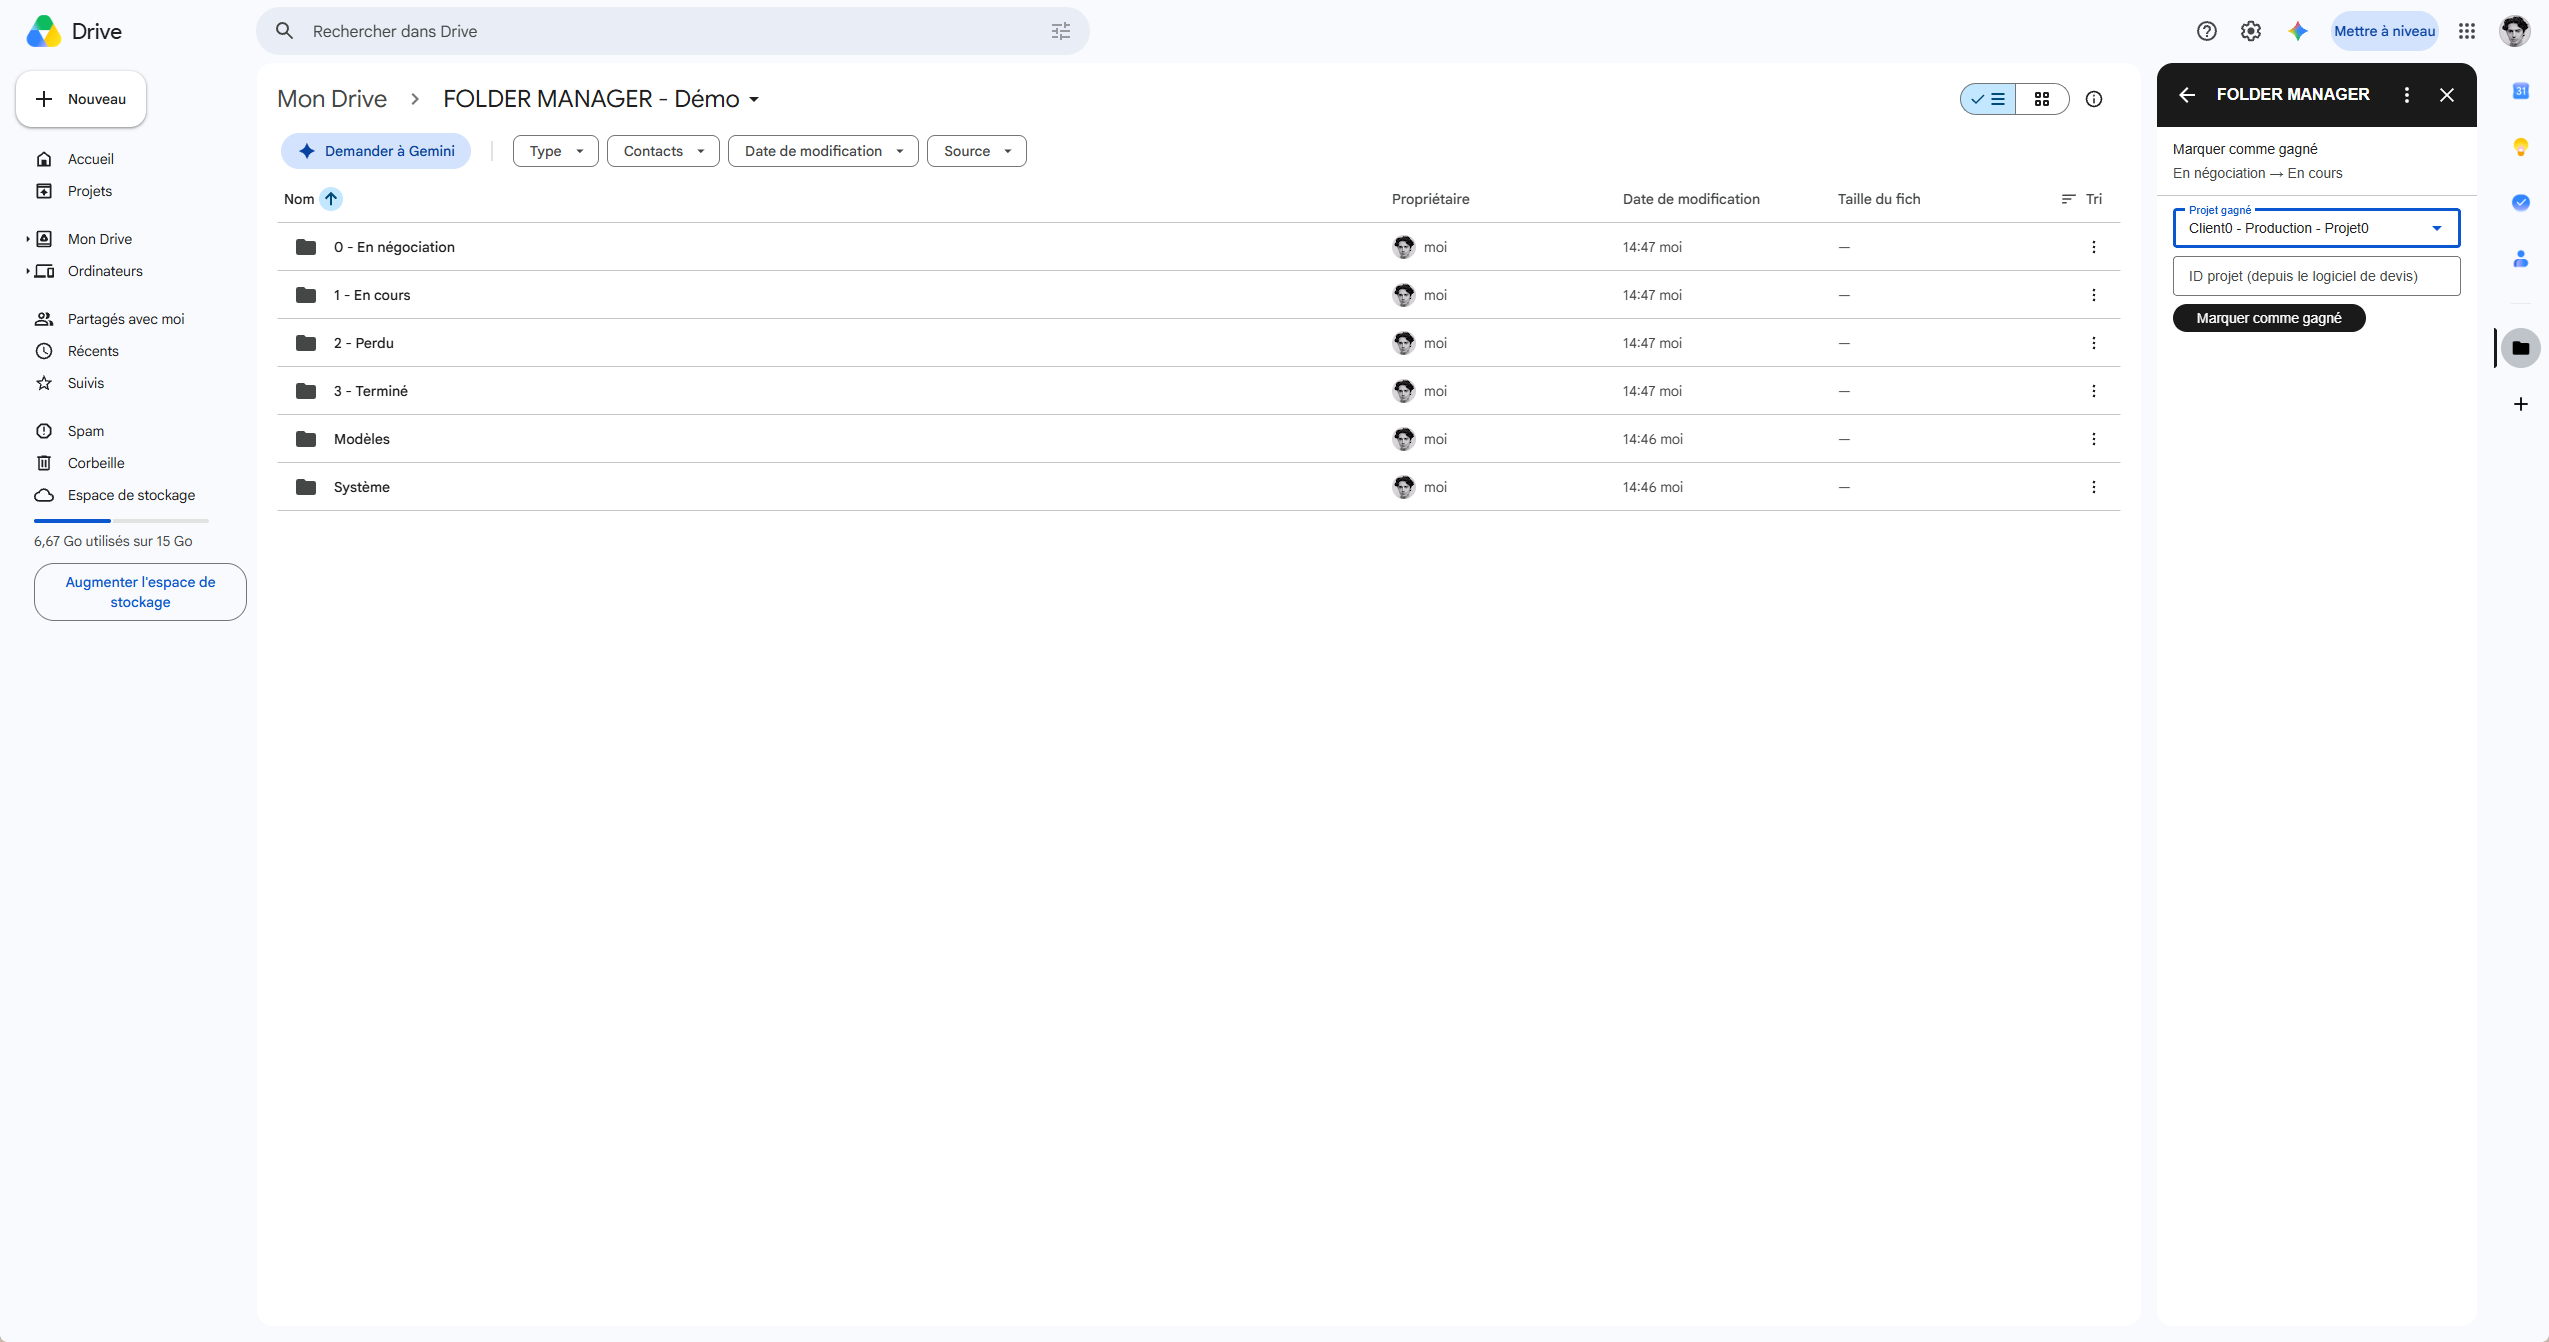 Drive
Rechercher dans Drive
Mettre à niveau
Nouveau
Accueil
Projets
Mon Drive
Ordinateurs
Partagés avec moi
Récents
Suivis
Spam
Corbeille
Espace de stockage
6,67 Go utilisés sur 15 Go
Augmenter l'espace de
stockage
Mon Drive > FOLDER MANAGER - Démo
Demander à Gemini
Type
Contacts
Date de modification
Source
Nom Propriétaire Date de modification Taille du fich Tri
0 - En négociation moi 14:47 moi —
1 - En cours moi 14:47 moi —
2 - Perdu moi 14:47 moi —
3 - Terminé moi 14:47 moi —
Modèles moi 14:46 moi —
Système moi 14:46 moi —
FOLDER MANAGER
Marquer comme gagné
En négociation → En cours
Projet gagné
Client0 - Production - Projet0
ID projet (depuis le logiciel de devis)
Marquer comme gagné
31